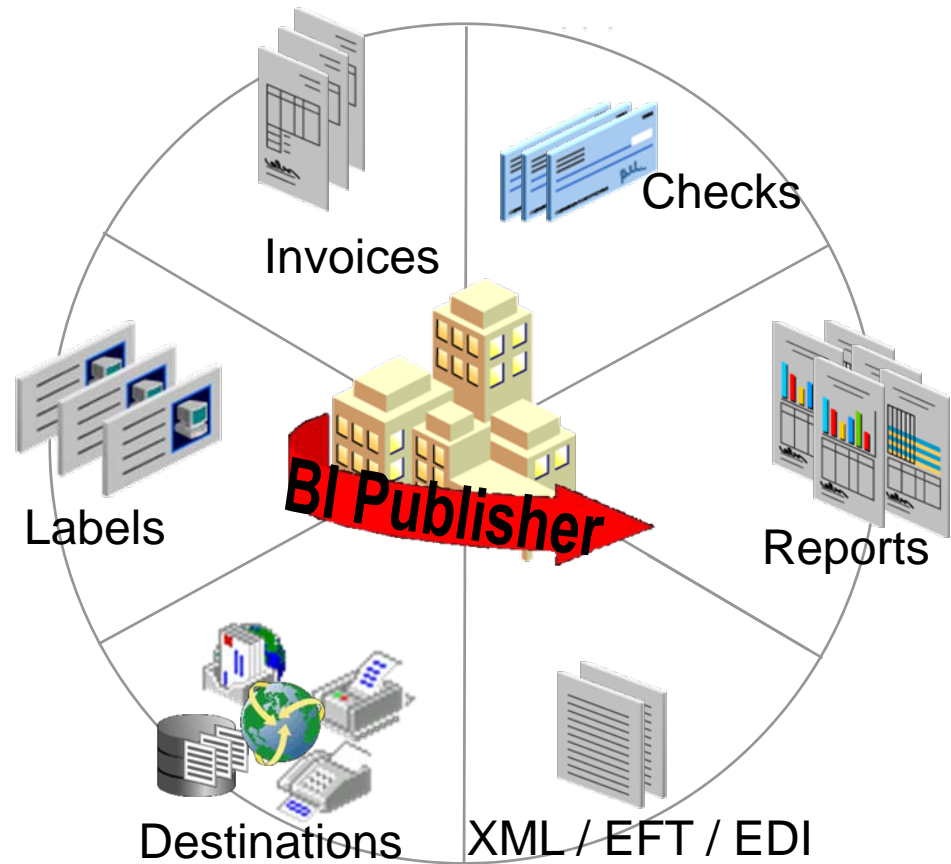 Invoices
Checks
Labels
BI Publisher
Reports
Destinations
XML / EFT / EDI